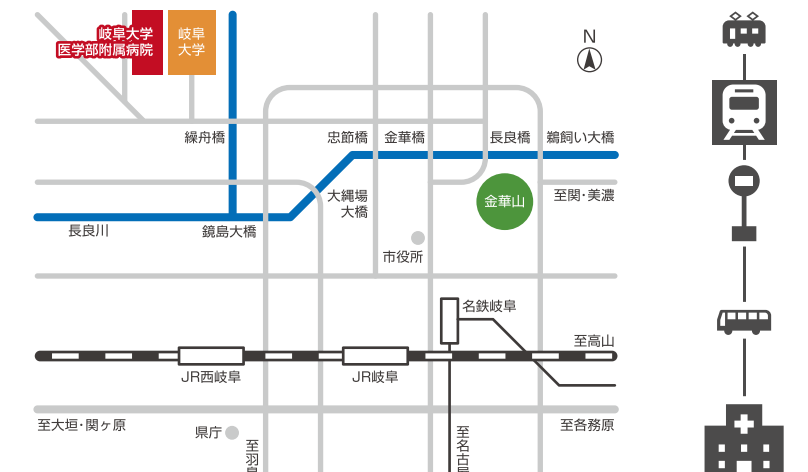 岐阜大学
医学部附属病院
岐阜
大学
N
繰舟橋
忠節橋
金華橋
長良橋
鵜飼い大橋
大縄場
大橋
金華山
至関・美濃
長良川
鏡島大橋
市役所
名鉄岐阜
至高山
JR西岐阜
JR岐阜
至大垣・関ヶ原
県庁
至各務原
至羽島
至名古屋